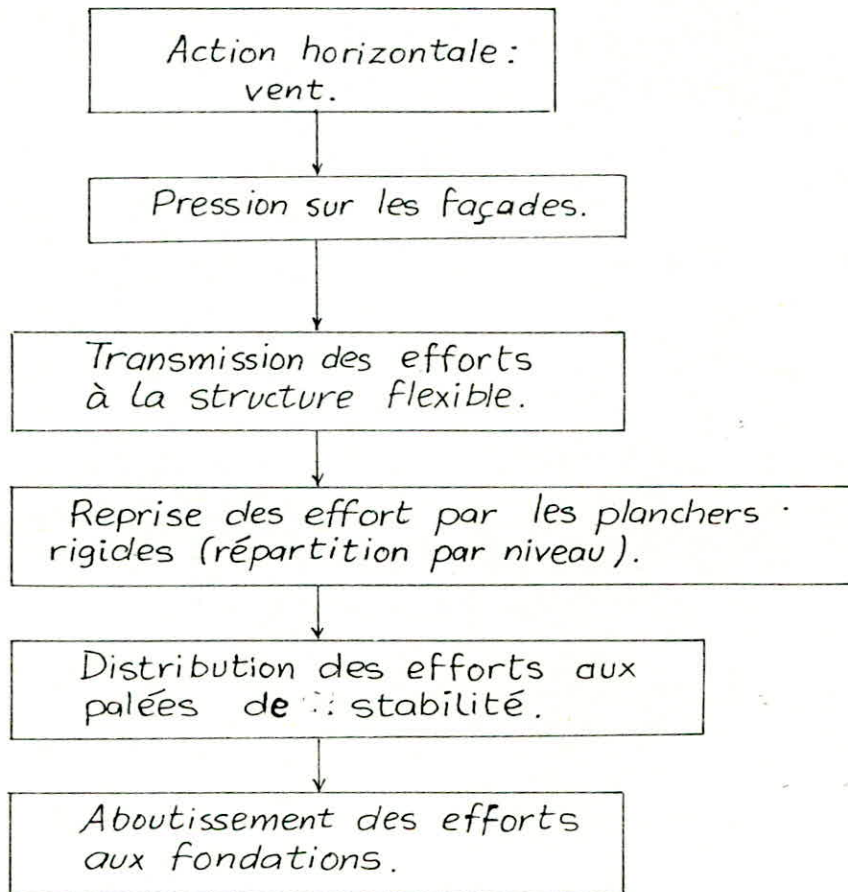 Action horizontale :
vent.
Pression sur les façades.
Transmission des efforts
à la structure flexible.
Reprise des effort par les planchers
rigides (répartition par niveau).
Distribution des efforts aux
palées de stabilité.
Aboutissement des efforts
aux fondations.